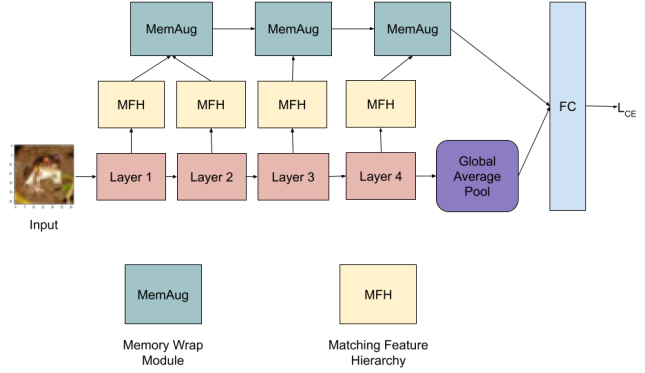 MemAug MemAug MemAug
MFH MFH MFH MFH
Layer 1 Layer 2 Layer 3 Layer 4
Global
Average
Pool
FC
L_CE
Input
MemAug MFH
Memory Wrap
Module
Matching Feature
Hierarchy